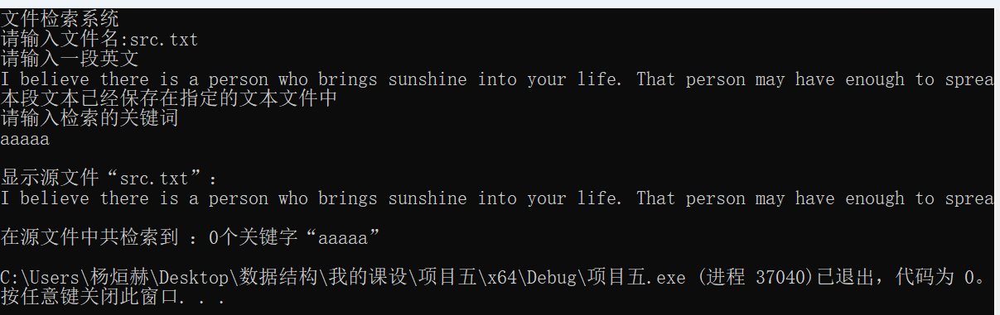 文件检索系统
请输入文件名:src.txt
请输入一段英文
I believe there is a person who brings sunshine into your life. That person may have enough to sprea
本段文本已经保存在指定的文本文件中
请输入检索的关键词
aaaaa
显示源文件“src.txt”:
I believe there is a person who brings sunshine into your life. That person may have enough to sprea
在源文件中共检索到 : 0个关键字“aaaaa”
C:\Users\杨烜赫\Desktop\数据结构\我的课设\项目五\x64\Debug\项目五.exe (进程 37040)已退出，代码为 0。
按任意键关闭此窗口. . .